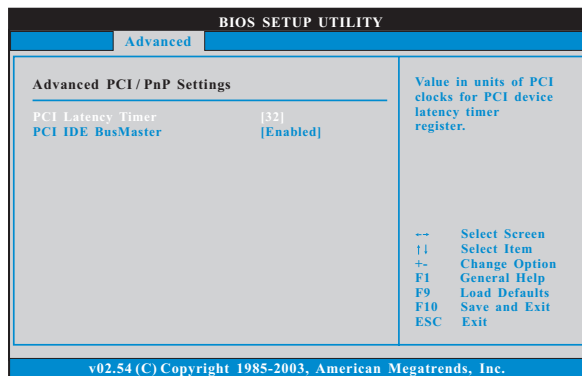 BIOS SETUP UTILITY
Advanced
Advanced PCI / PnP Settings
PCI Latency Timer [32]
PCI IDE BusMaster [Enabled]
Value in units of PCI
clocks for PCI device
latency timer
register.
←→ Select Screen
↑↓ Select Item
+- Change Option
F1 General Help
F9 Load Defaults
F10 Save and Exit
ESC Exit
v02.54 (C) Copyright 1985-2003, American Megatrends, Inc.